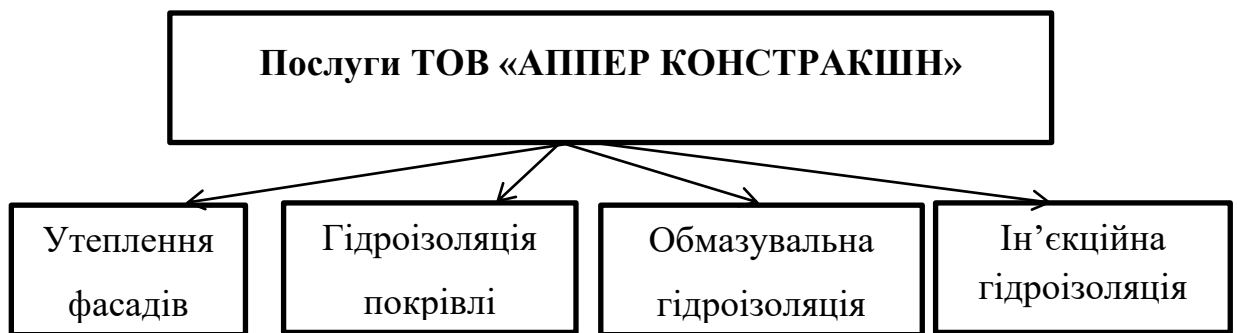 Послуги ТОВ «АППЕР КОНСТРАКШН»
Утеплення
фасадів
Гідроізоляція
покрівлі
Обмазувальна
гідроізоляція
Ін’єкційна
гідроізоляція